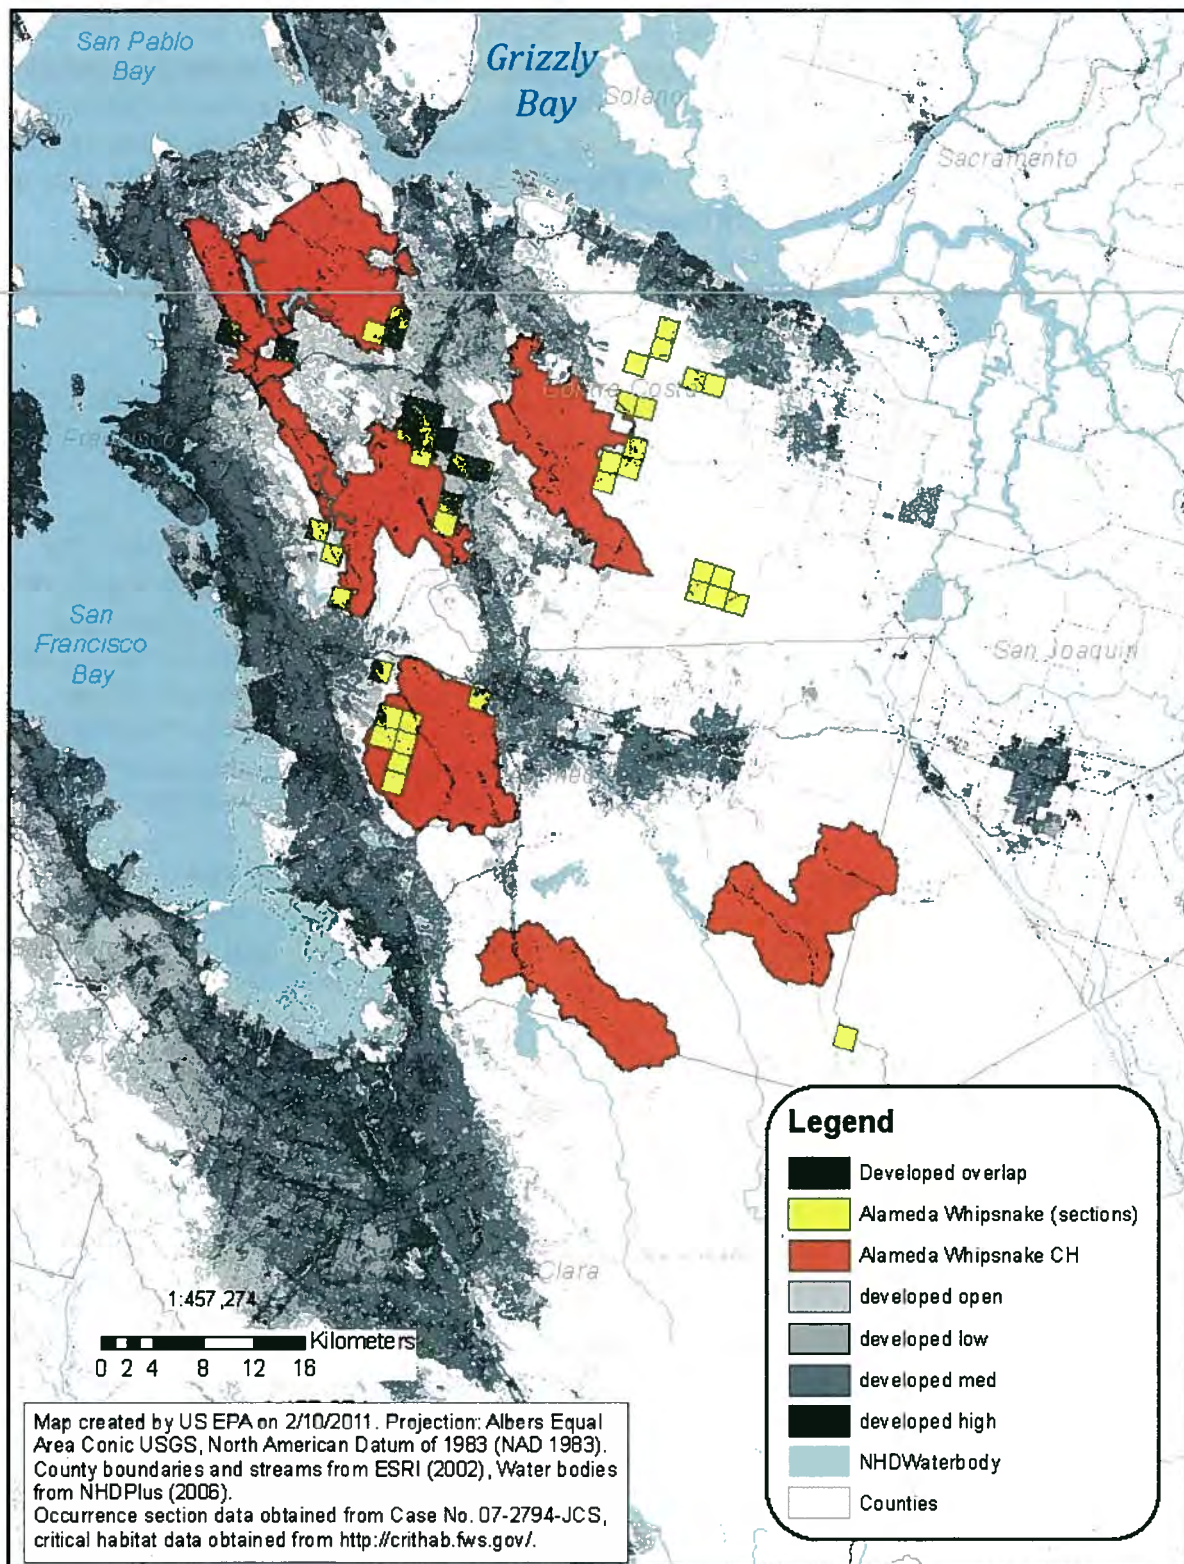 San Pablo
Bay
Grizzly
Bay
Solano
Sacramento
Contra Costa
San Francisco
San
Francisco
Bay
San Joaquin
Clara
Legend
Developed overlap
Alameda Whipsnake (sections)
Alameda Whipsnake CH
developed open
developed low
developed med
developed high
NHDWaterbody
Counties
1:457,274
Kilometers
0 2 4 8 12 16
Map created by US EPA on 2/10/2011. Projection: Albers Equal
Area Conic USGS, North American Datum of 1983 (NAD 1983).
County boundaries and streams from ESRI (2002), Water bodies
from NHDPlus (2006).
Occurrence section data obtained from Case No. 07-2794-JCS,
critical habitat data obtained from http://crithab.fws.gov/.